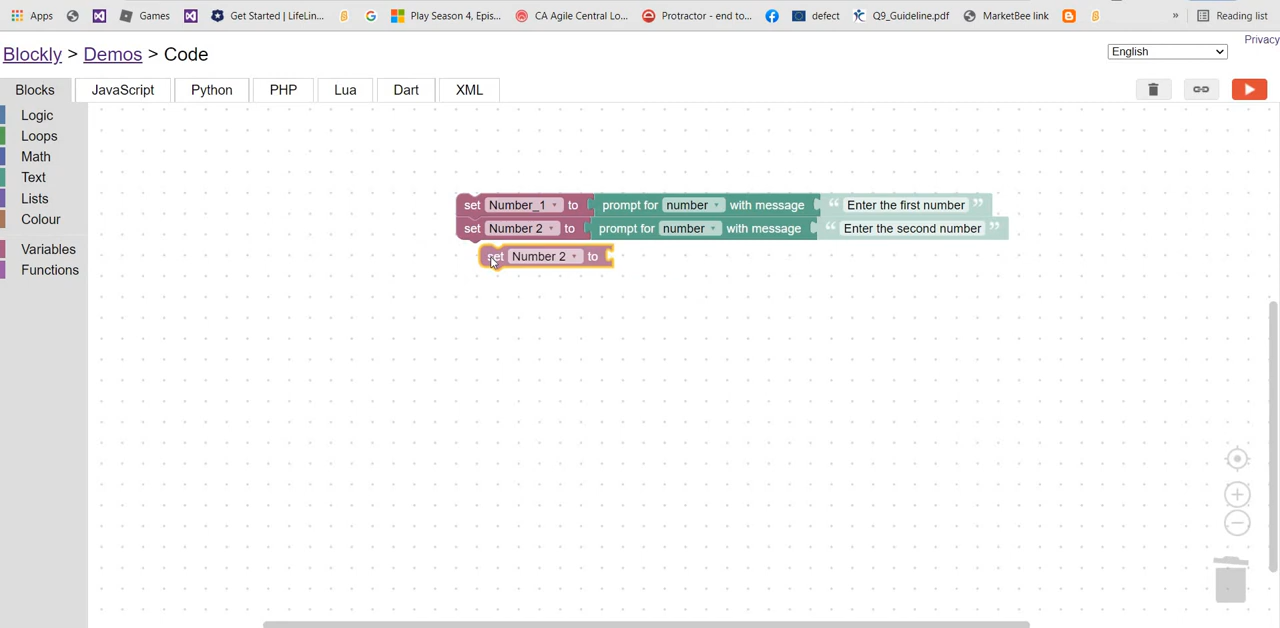 Apps Games Get Started | LifeLin... Play Season 4, Epis... CA Agile Central Lo... Protractor - end to... defect Q9_Guideline.pdf MarketBee link » Reading list
Privacy
Blockly > Demos > Code
English
Blocks JavaScript Python PHP Lua Dart XML
Logic
Loops
Math
Text
Lists
Colour
Variables
Functions
set Number_1 to prompt for number with message “ Enter the first number ”
set Number 2 to prompt for number with message “ Enter the second number ”
set Number 2 to